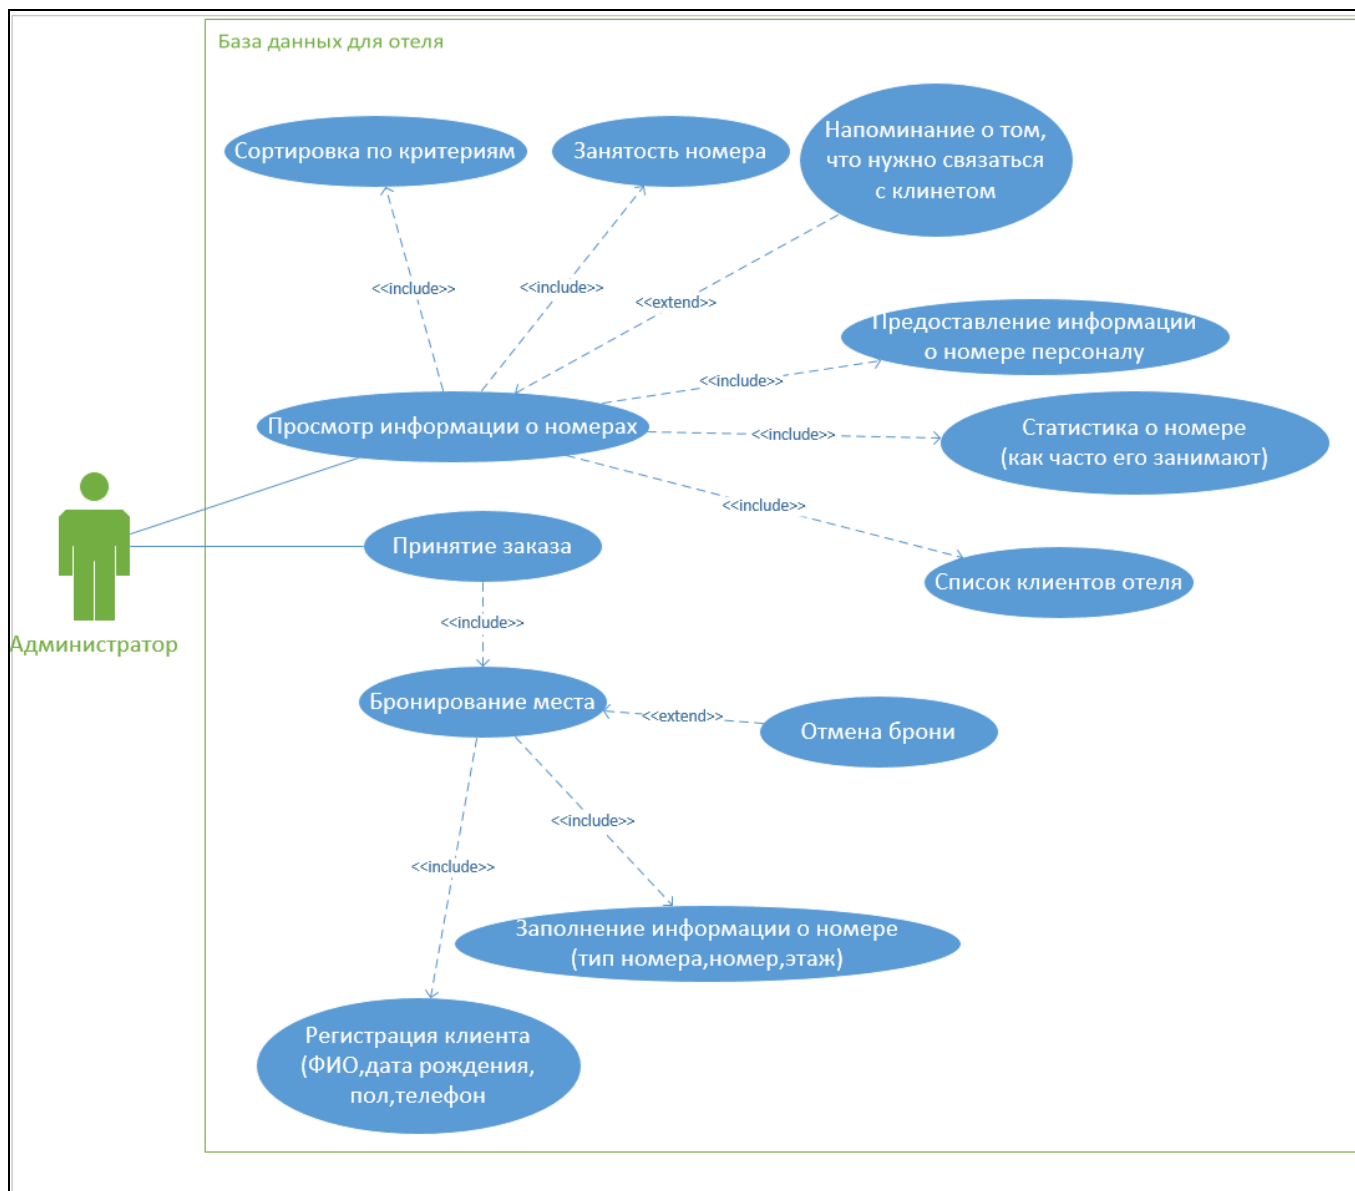 База данных для отеля
Сортировка по критериям
Занятость номера
Напоминание о том,
что нужно связаться
с клинетом
<<include>>
<<include>>
<<extend>>
Предоставление информации
о номере персоналу
<<include>>
Просмотр информации о номерах
<<include>>
Статистика о номере
(как часто его занимают)
<<include>>
Принятие заказа
Список клиентов отеля
Администратор
<<include>>
Бронирование места
<<extend>>
Отмена брони
<<include>>
<<include>>
Заполнение информации о номере
(тип номера,номер,этаж)
Регистрация клиента
(ФИО,дата рождения,
пол,телефон